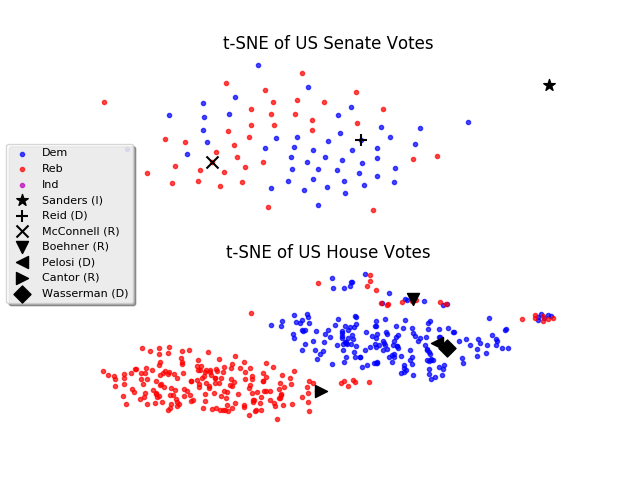 t-SNE of US Senate Votes
Dem
Reb
Ind
Sanders (I)
Reid (D)
McConnell (R)
Boehner (R)
Pelosi (D)
Cantor (R)
Wasserman (D)
t-SNE of US House Votes